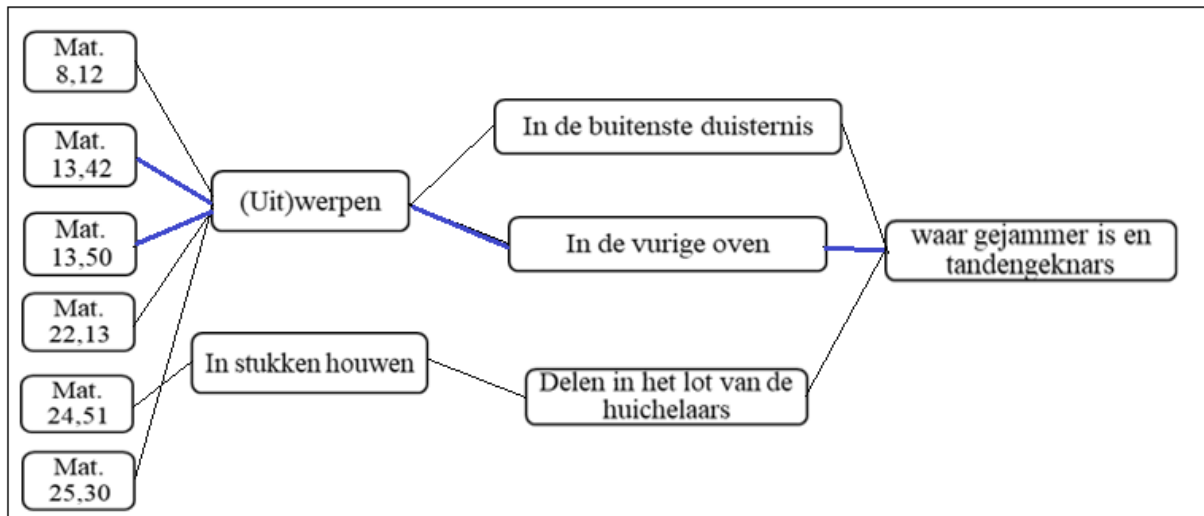 Mat.
8,12
Mat.
13,42
Mat.
13,50
Mat.
22,13
Mat.
24,51
Mat.
25,30
(Uit)werpen
In stukken houwen
In de buitenste duisternis
In de vurige oven
Delen in het lot van de
huichelaars
waar gejammer is en
tandengeknars